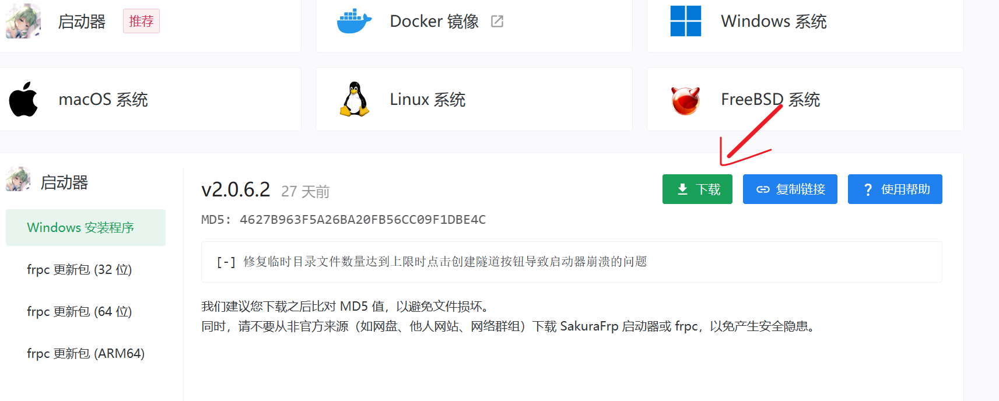 启动器 推荐
Docker 镜像
Windows 系统
macOS 系统
Linux 系统
FreeBSD 系统
启动器
Windows 安装程序
frpc 更新包 (32 位)
frpc 更新包 (64 位)
frpc 更新包 (ARM64)
v2.0.6.2 27 天前
下载
复制链接
? 使用帮助
MD5: 4627B963F5A26BA20FB56CC09F1DBE4C
[-] 修复临时目录文件数量达到上限时点击创建隧道按钮导致启动器崩溃的问题
我们建议您下载之后比对 MD5 值，以避免文件损坏。
同时，请不要从非官方来源（如网盘、他人网站、网络群组）下载 SakuraFrp 启动器或 frpc，以免产生安全隐患。